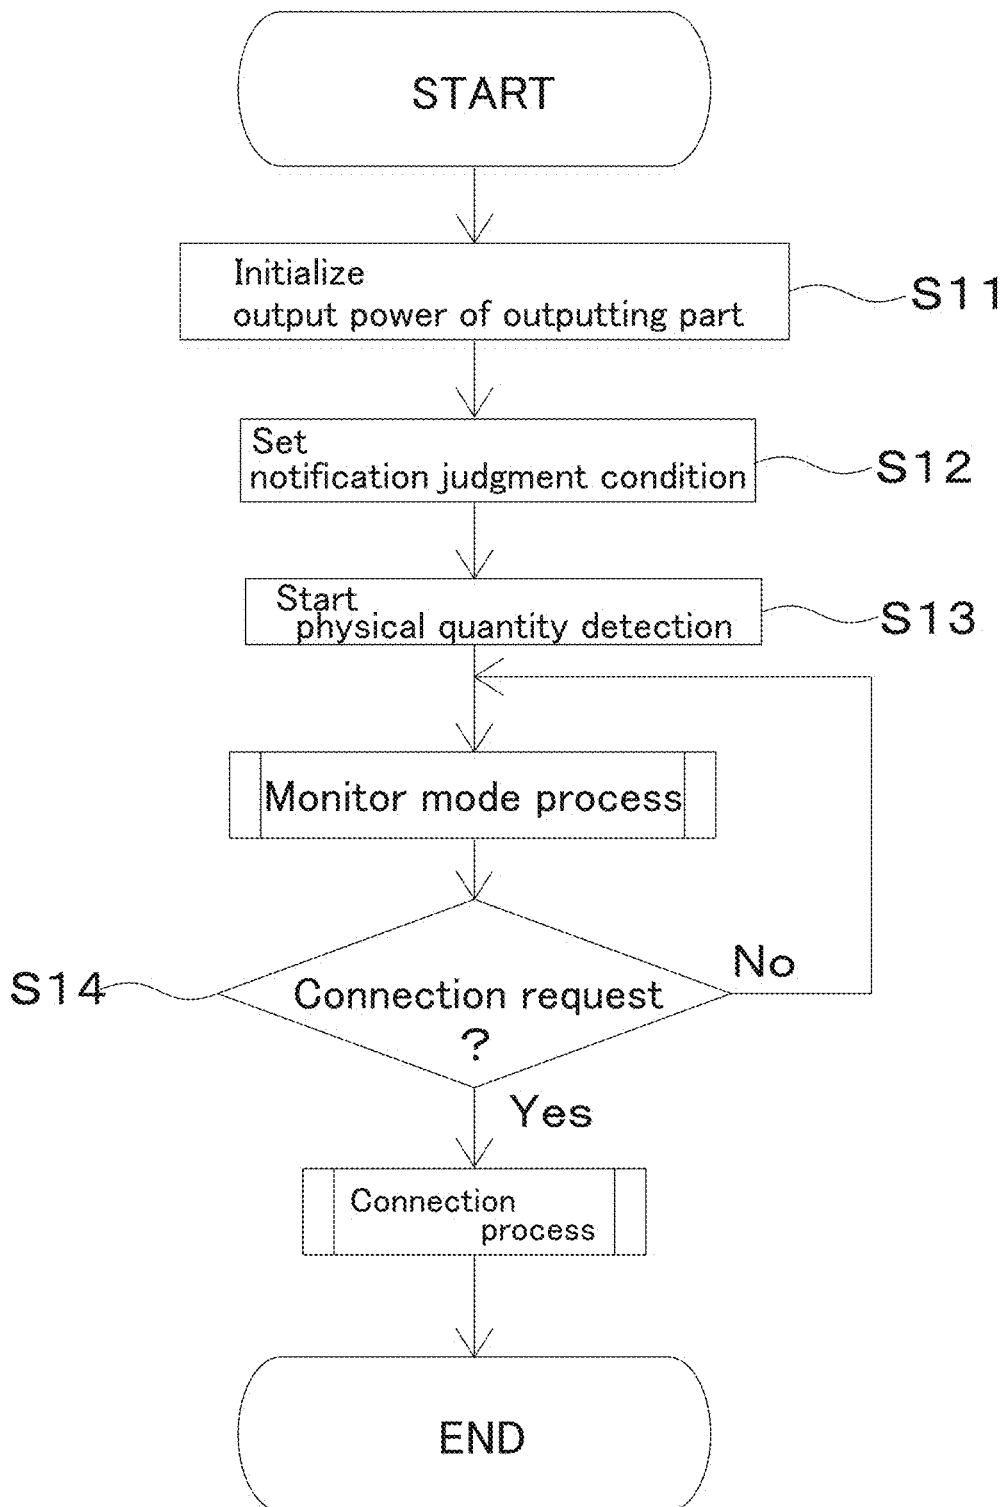 START
Initialize
output power of outputting part
S11
Set
notification judgment condition
S12
Start
physical quantity detection
S13
Monitor mode process
S14
Connection request
?
No
Yes
Connection
process
END